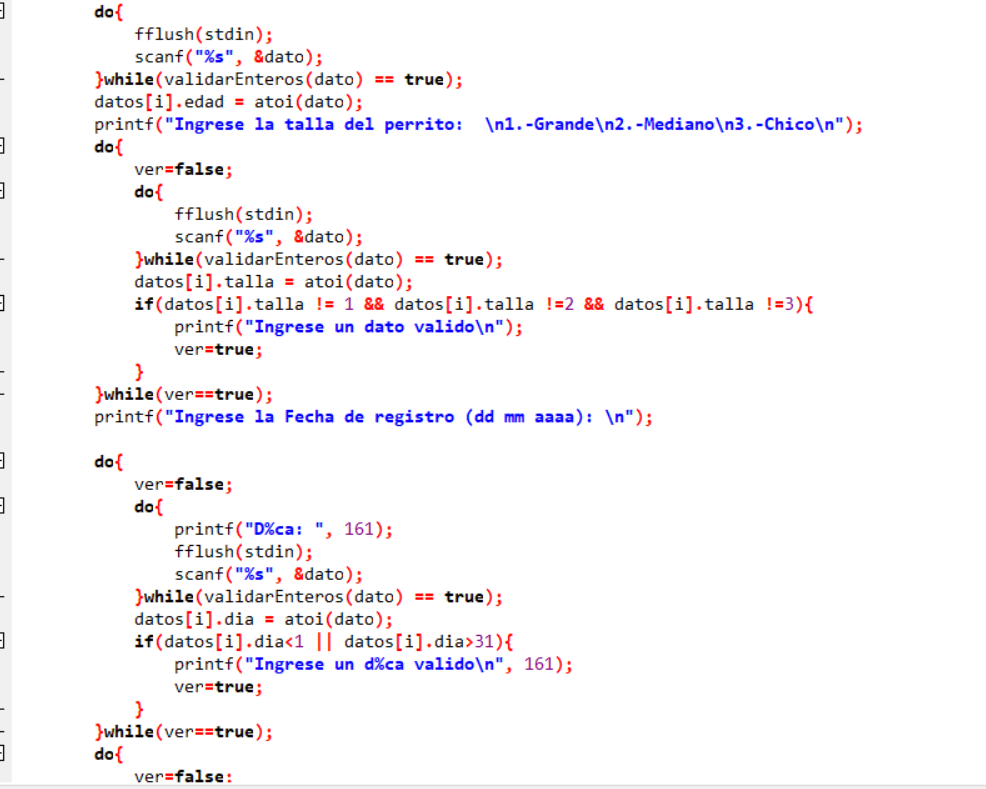 do{
fflush(stdin);
scanf("%s", &dato);
}while(validarEnteros(dato) == true);
datos[i].edad = atoi(dato);
printf("Ingrese la talla del perrito:  \n1.-Grande\n2.-Mediano\n3.-Chico\n");
do{
ver=false;
do{
fflush(stdin);
scanf("%s", &dato);
}while(validarEnteros(dato) == true);
datos[i].talla = atoi(dato);
if(datos[i].talla != 1 && datos[i].talla !=2 && datos[i].talla !=3){
printf("Ingrese un dato valido\n");
ver=true;
}
}while(ver==true);
printf("Ingrese la Fecha de registro (dd mm aaaa): \n");
do{
ver=false;
do{
printf("D%ca: ", 161);
fflush(stdin);
scanf("%s", &dato);
}while(validarEnteros(dato) == true);
datos[i].dia = atoi(dato);
if(datos[i].dia<1 || datos[i].dia>31){
printf("Ingrese un d%ca valido\n", 161);
ver=true;
}
}while(ver==true);
do{
ver=false;